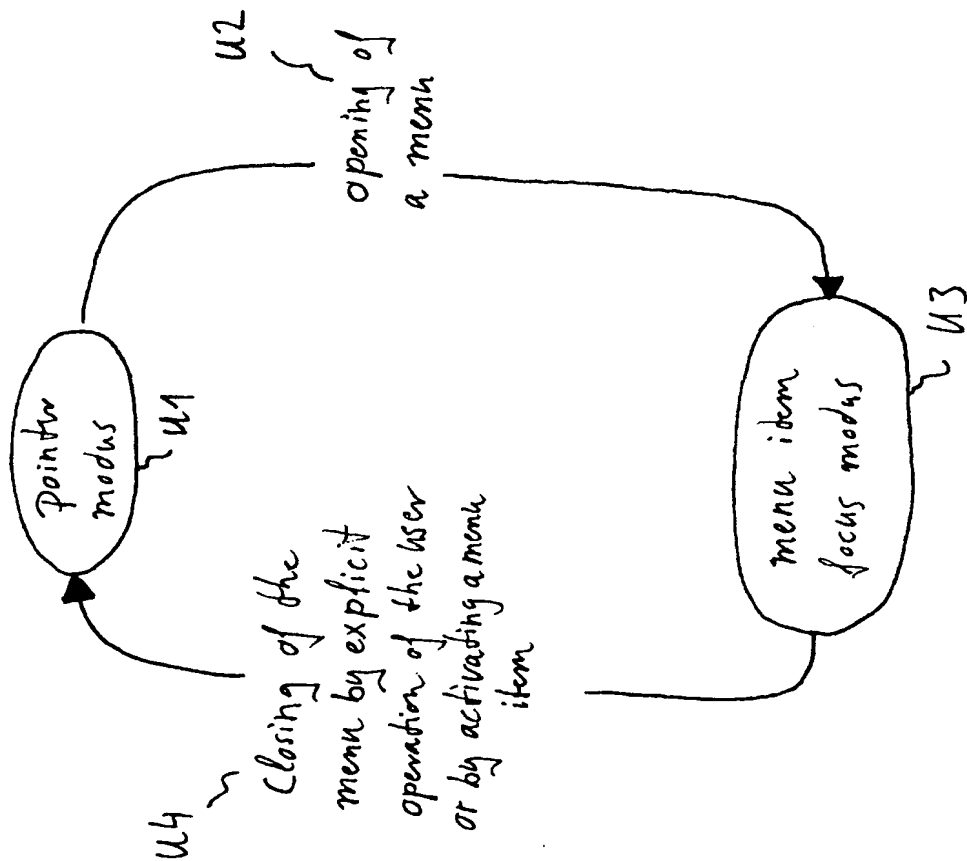 U2
opening of
a menu
Pointer
modus
U1
menu item
focus modus
U3
Closing of the
menu by explicit
operation of the user
or by activating a menu
item
U4